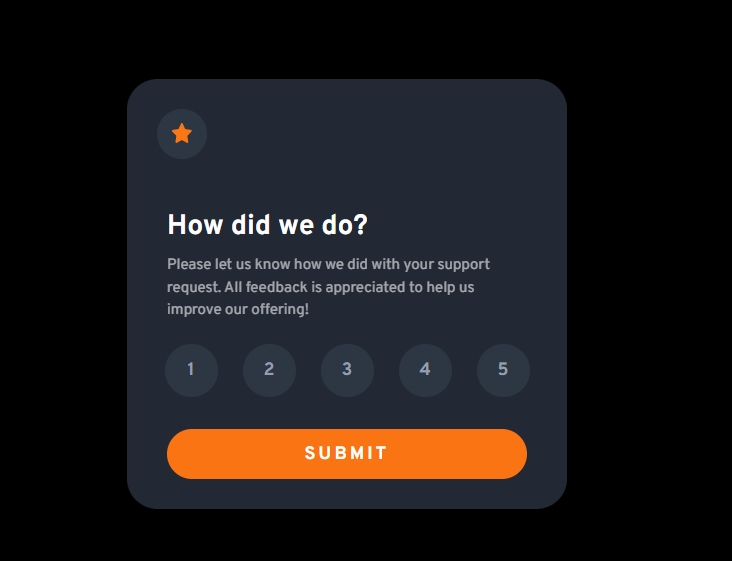 How did we do?
Please let us know how we did with your support
request. All feedback is appreciated to help us
improve our offering!
1 2 3 4 5
SUBMIT